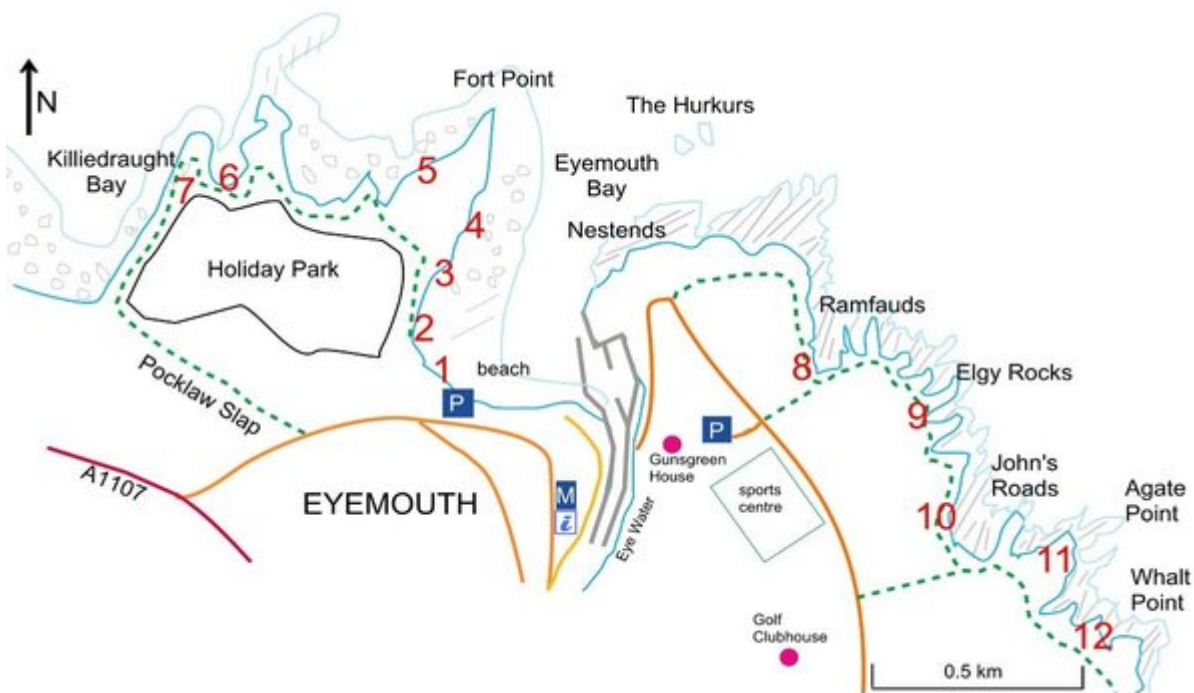 N
Fort Point
The Hurkurs
Killiedraught
Bay
Eyemouth
Bay
Nestends
7
6
5
4
3
2
1
Holiday Park
beach
P
Pocklaw Slap
A1107
EYEMOUTH
M
i
Eye Water
Gunsgreen
House
P
sports
centre
Golf
Clubhouse
Ramfauds
8
Elgy Rocks
9
John's
Roads
10
Agate
Point
11
Whalt
Point
12
0.5 km